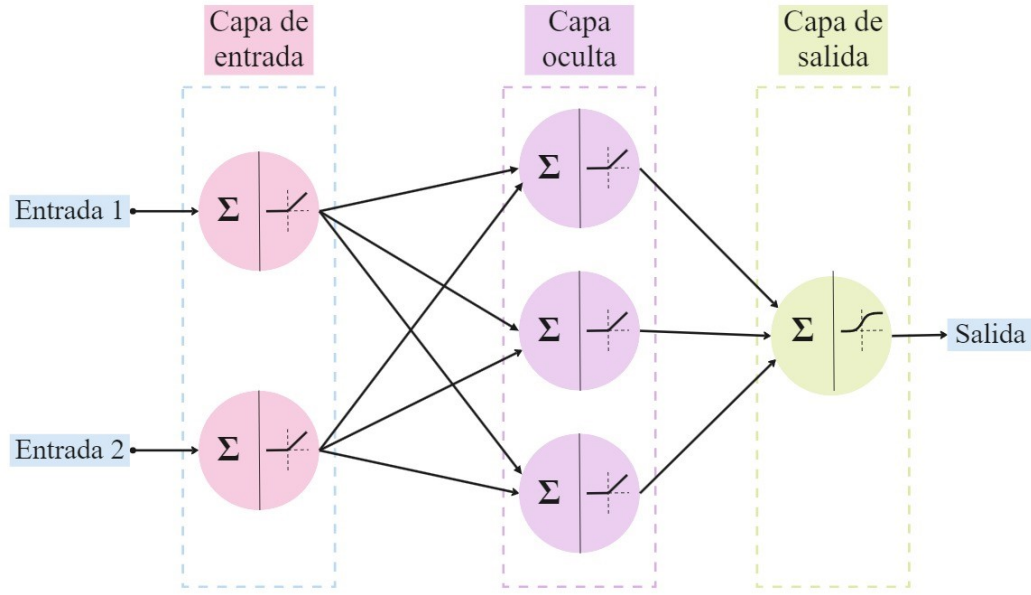 Capa de
entrada
Capa
oculta
Capa de
salida
Entrada 1
Σ
Σ
Σ
Σ
Salida
Entrada 2
Σ
Σ